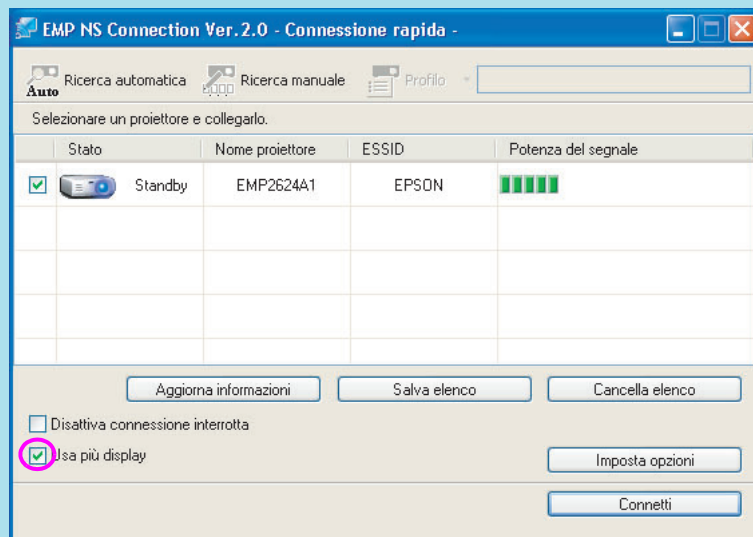 EMP NS Connection Ver.2.0 - Connessione rapida -
Auto Ricerca automatica Ricerca manuale Profilo
Selezionare un proiettore e collegarlo.
Stato Nome proiettore ESSID Potenza del segnale
Standby EMP2624A1 EPSON
Aggiorna informazioni Salva elenco Cancella elenco
Disattiva connessione interrotta
Usa più display
Imposta opzioni
Connetti